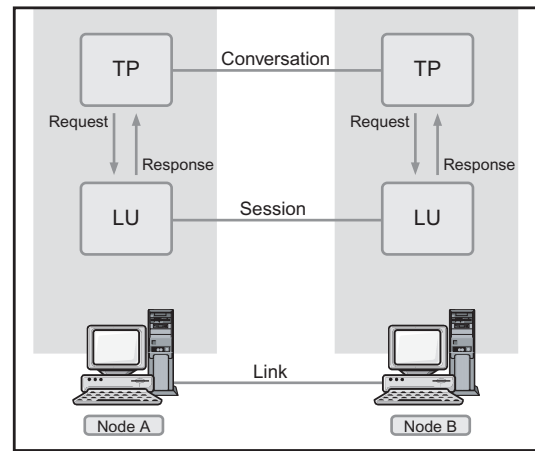 TP Conversation TP
Request Request
Response Response
LU Session LU
Link
Node A Node B